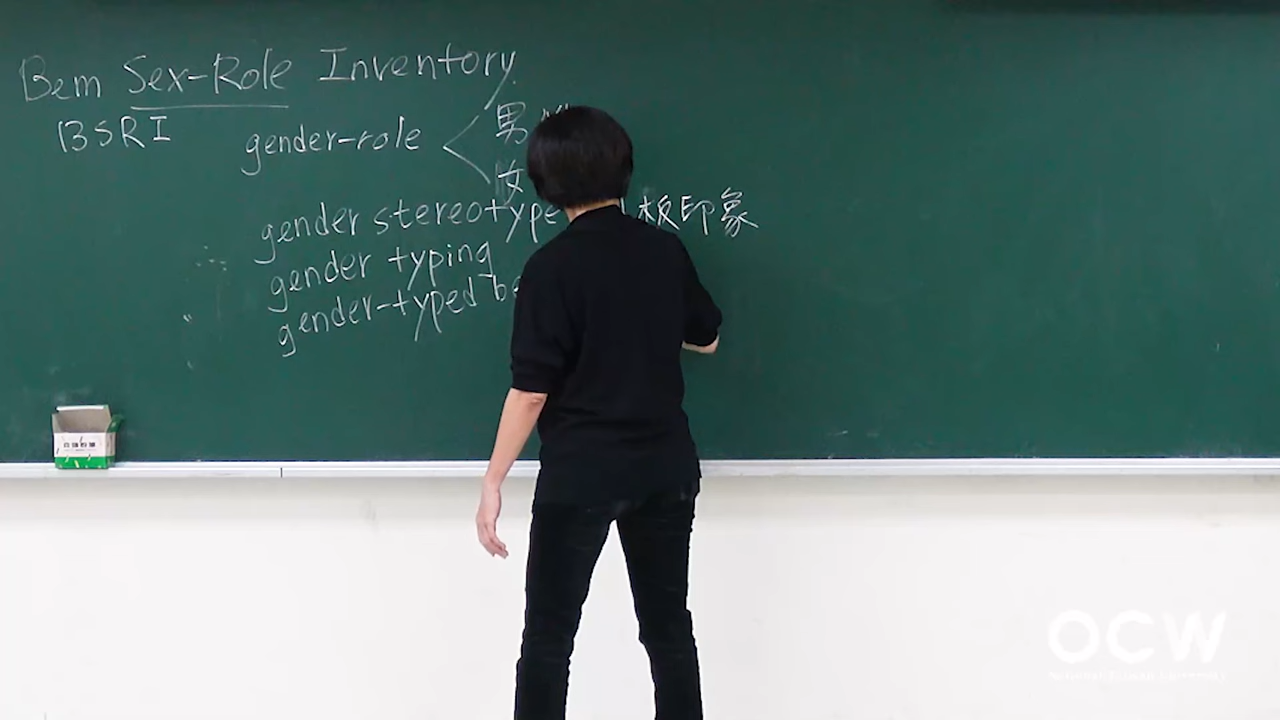 Bem Sex-Role Inventory
BSRI
gender-role
男
女
gender stereotype 板印象
gender typing
gender-typed
OCW